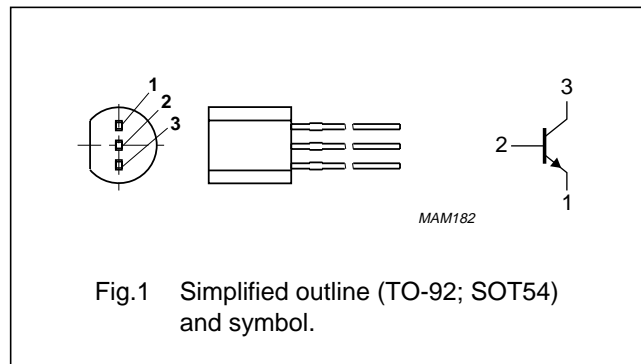 1
2
3
3
2
1
MAM182
Fig.1 Simplified outline (TO-92; SOT54)
and symbol.